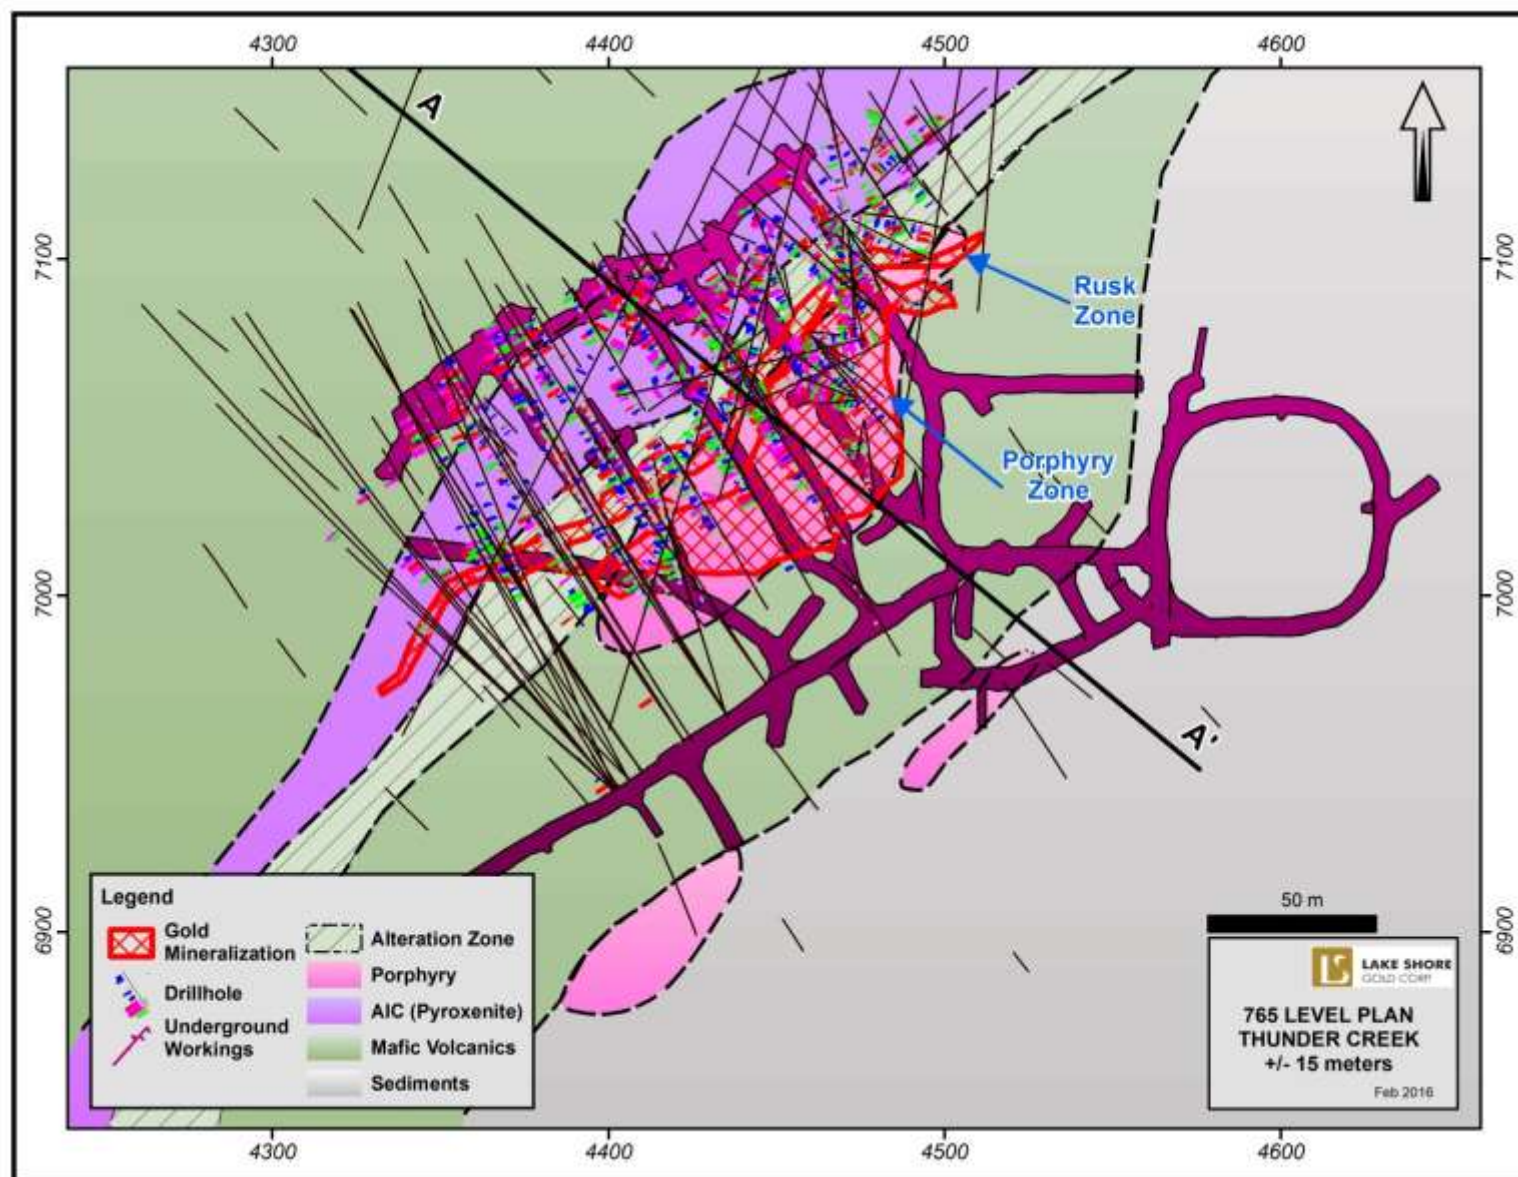 4300 4400 4500 4600
A
7100
7100
Rusk
Zone
Porphyry
Zone
7000
7000
A'
Legend
Gold
Mineralization
Drillhole
Underground
Workings
Alteration Zone
Porphyry
AIC (Pyroxenite)
Mafic Volcanics
Sediments
6900
6900
50 m
LS
LAKE SHORE
GOLD CORP
765 LEVEL PLAN
THUNDER CREEK
+/- 15 meters
Feb 2016
4300 4400 4500 4600